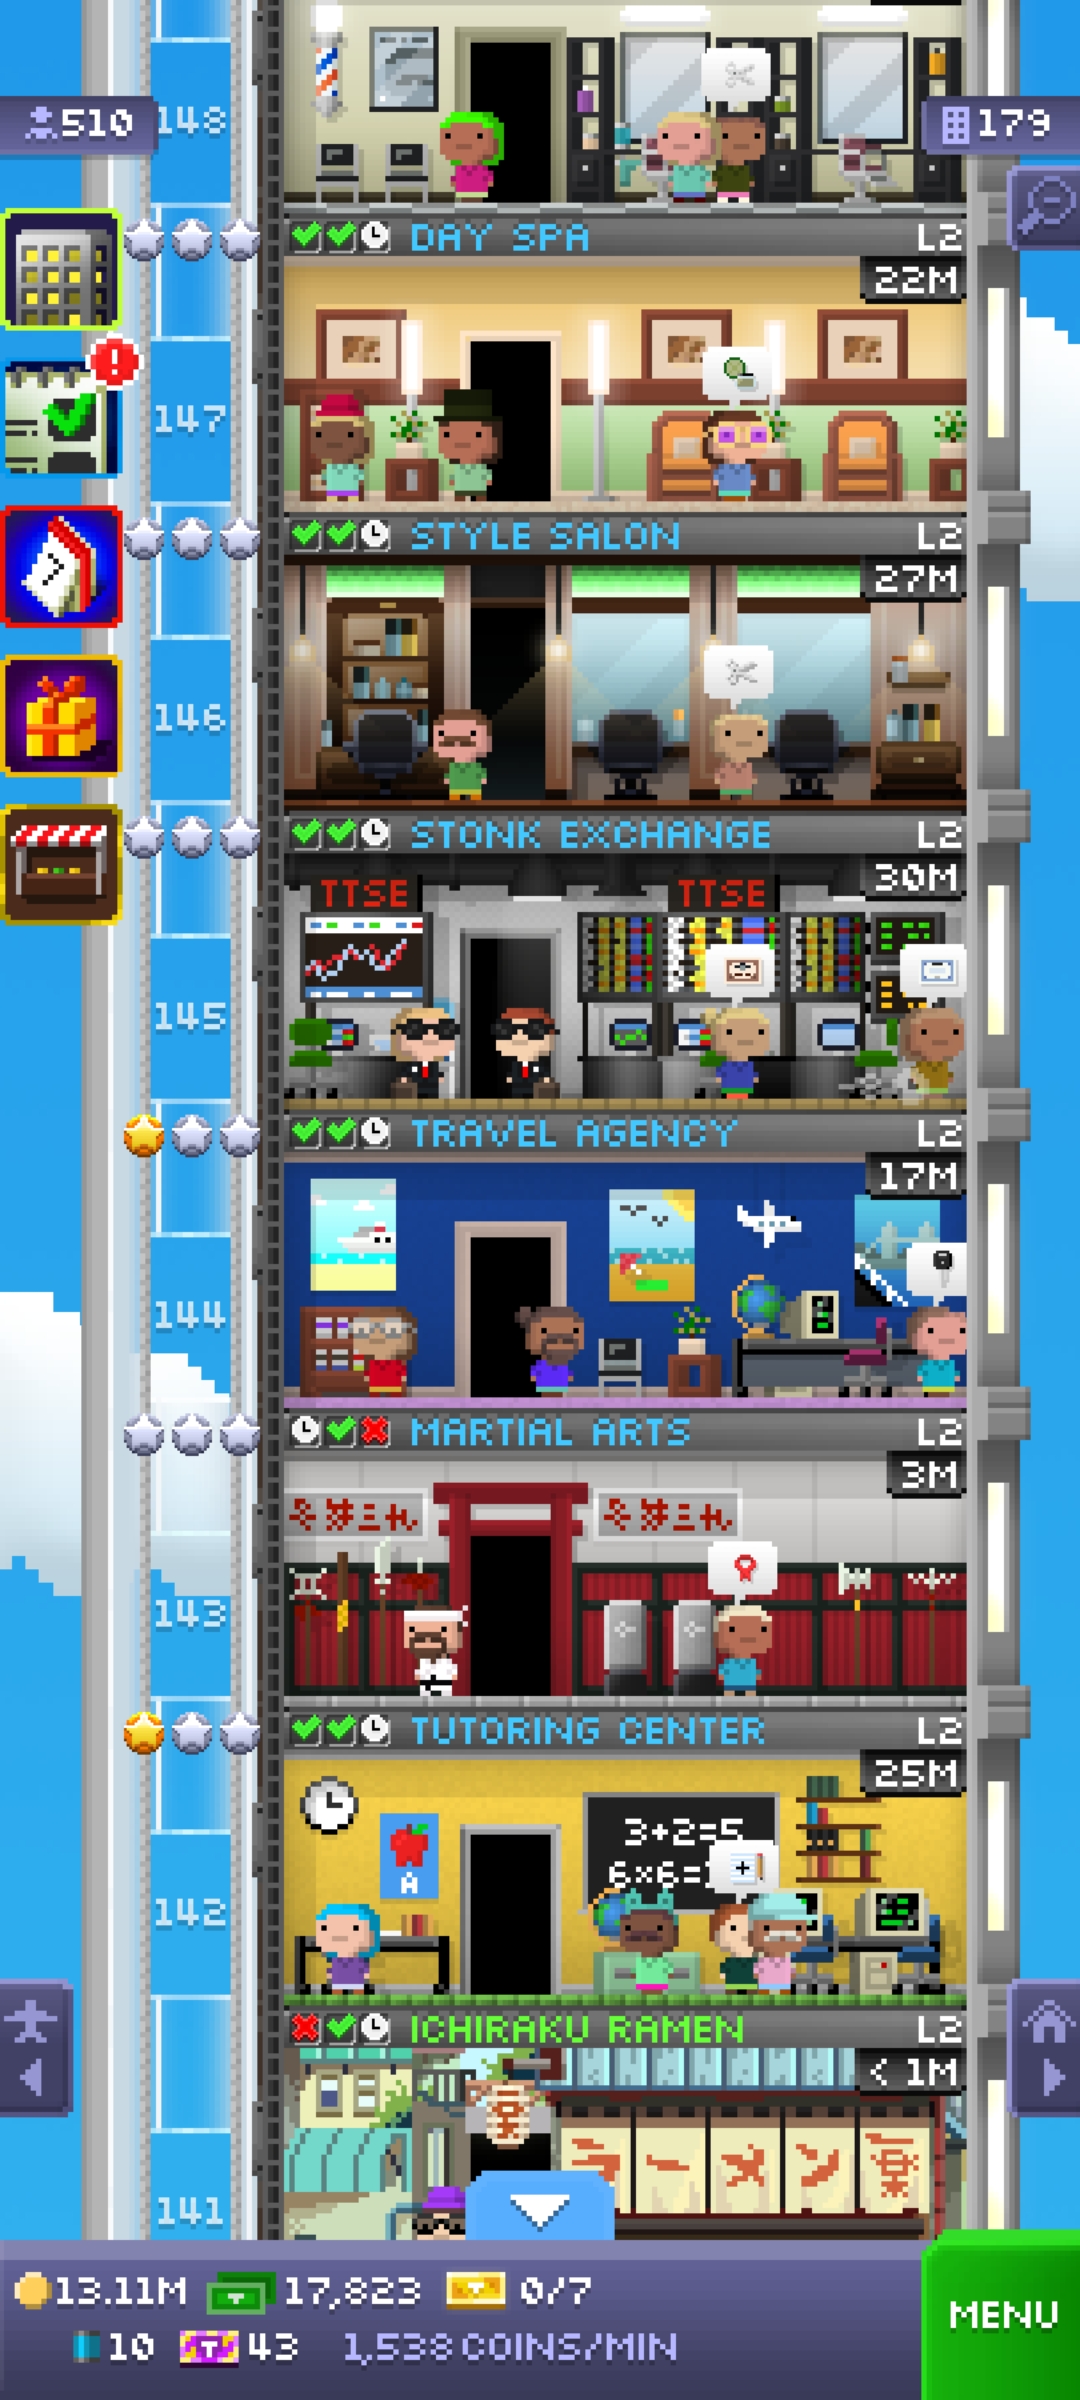 148
510
179
DAY SPA L2
22M
147
STYLE SALON L2
27M
146
STONK EXCHANGE L2
30M
TTSE TTSE
145
TRAVEL AGENCY L2
17M
144
MARTIAL ARTS L2
3M
143
TUTORING CENTER L2
25M
3+2=5
6×6=
A
142
ICHIRAKU RAMEN L2
< 1M
141
13.11M 17,823 0/7
10 43 1,538 COINS/MIN
MENU